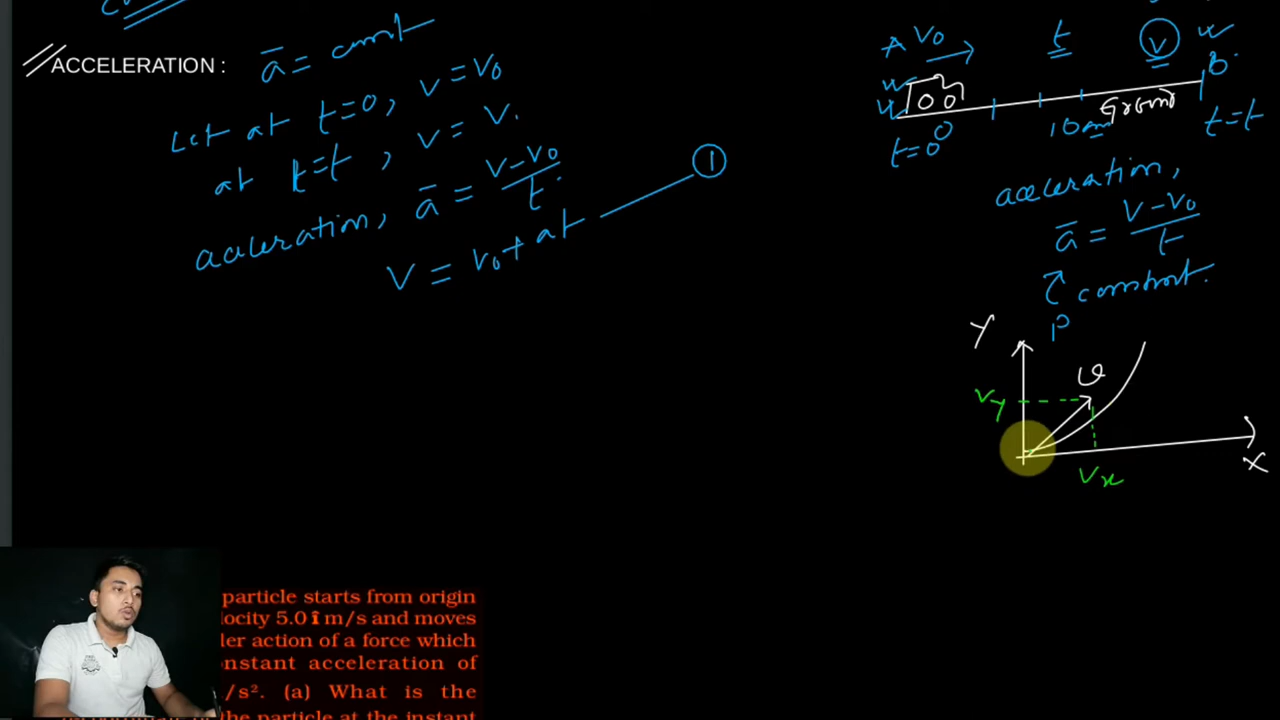 ACCELERATION :
a̅ = const
Let at t=0, v = v₀
at t=t, v = v.
acceleration, a̅ = v-v₀/t.
v = v₀ + at
①
A v₀ t v
0 10 Ground
t=0 t=t
acceleration,
a̅ = v-v₀/t
constant.
P
Y
v
vy
vx
X
particle starts from origin
locity 5.0 î m/s and moves
der action of a force which
nstant acceleration of
/s². (a) What is the
the particle at the instant